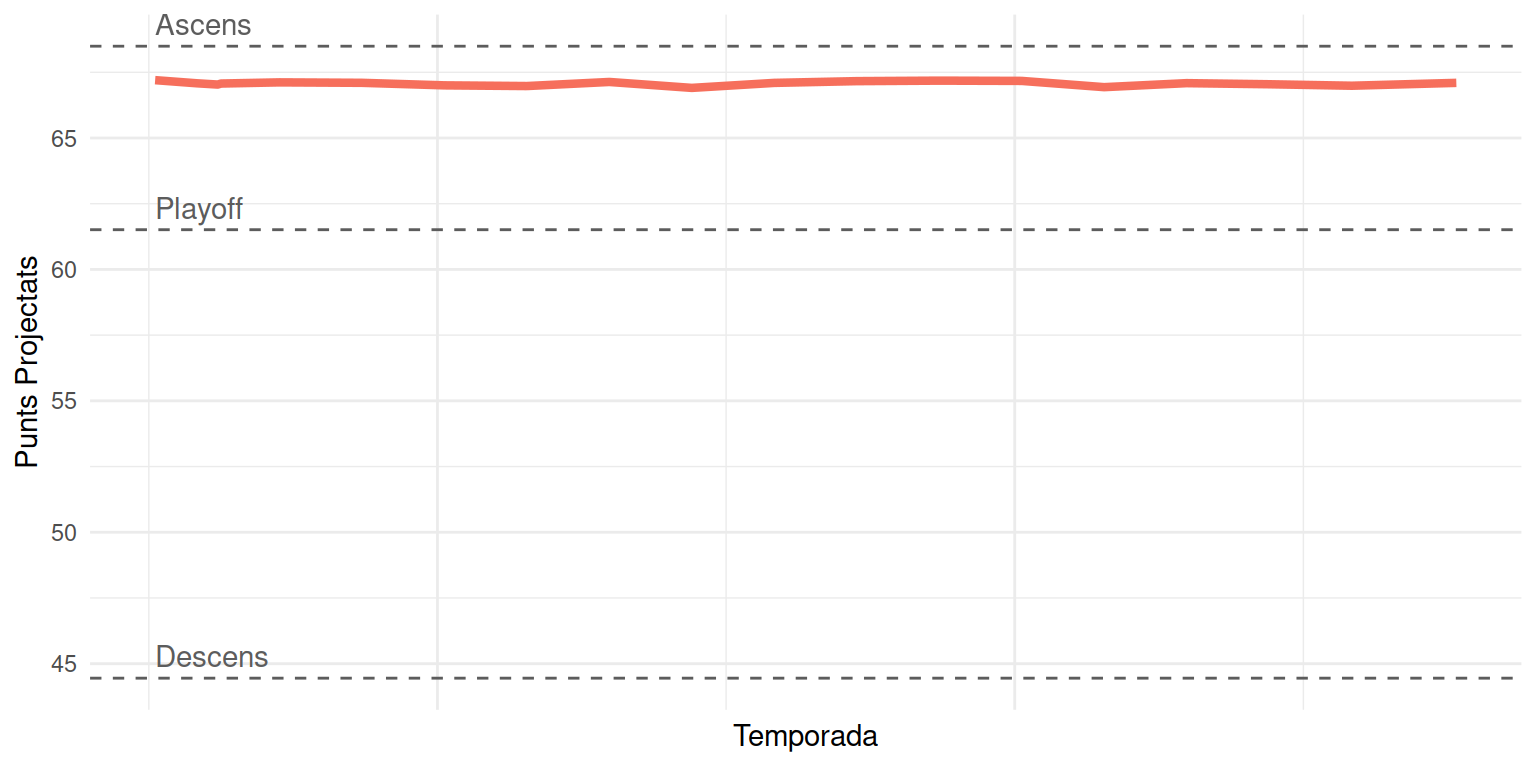 Ascens
65
Playoff
60
55
50
Descens
45
Punts Projectats
Temporada